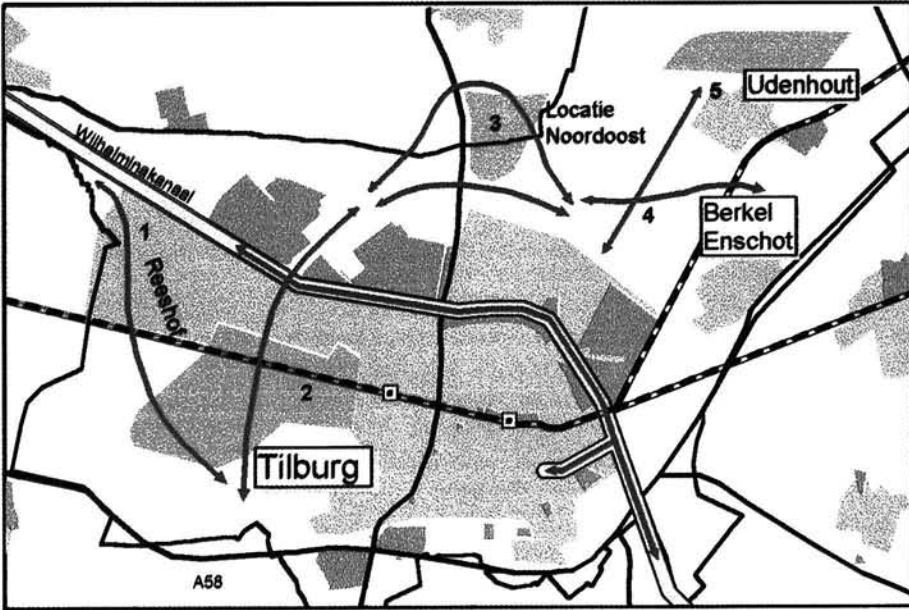 5
Udenhout
3
Locatie
Noordoost
Wilhelminakanaal
4
Berkel
Enschot
1
Reeshof
2
Tilburg
A58